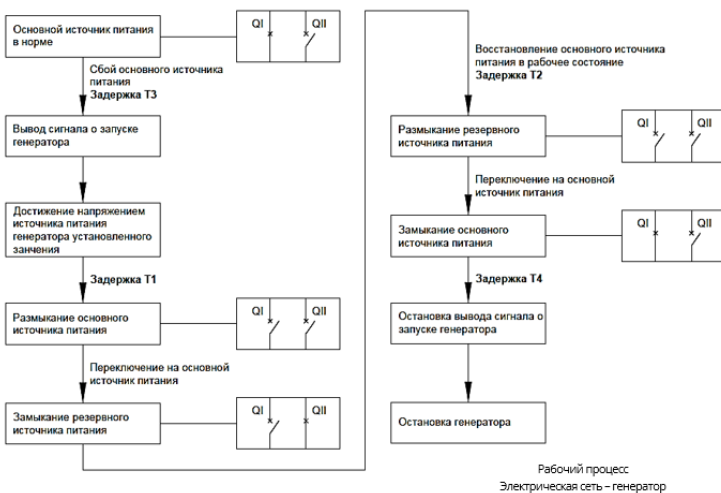 Основной источник питания
в норме
QI
QII
Сбой основного источника
питания
Задержка Т3
Вывод сигнала о запуске
генератора
Достижение напряжением
источника питания
генератора установленного
занчения
Задержка Т1
Размыкание основного
источника питания
QI
QII
Переключение на основной
источник питания
Замыкание резервного
источника питания
QI
QII
Восстановление основного источника
питания в рабочее состояние
Задержка Т2
Размыкание резервного
источника питания
QI
QII
Переключение на основной
источник питания
Замыкание основного
источника питания
QI
QII
Задержка Т4
Остановка вывода сигнала о
запуске генератора
Остановка генератора
Рабочий процесс
Электрическая сеть – генератор